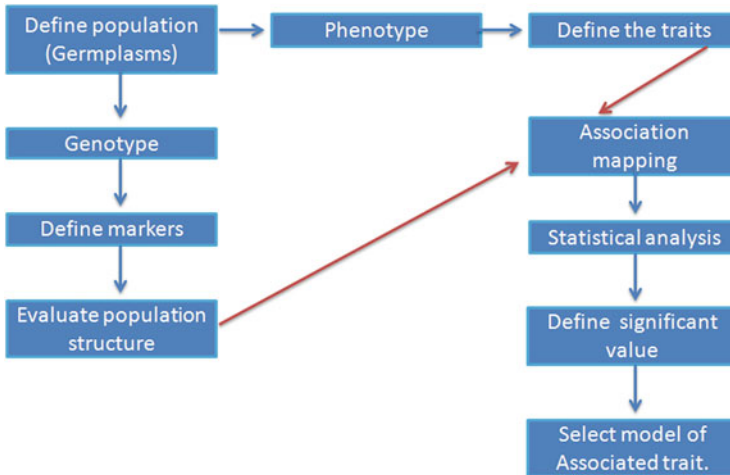 Define population
(Germplasms)
Phenotype
Define the traits
Genotype
Association
mapping
Define markers
Statistical analysis
Evaluate population
structure
Define significant
value
Select model of
Associated trait.